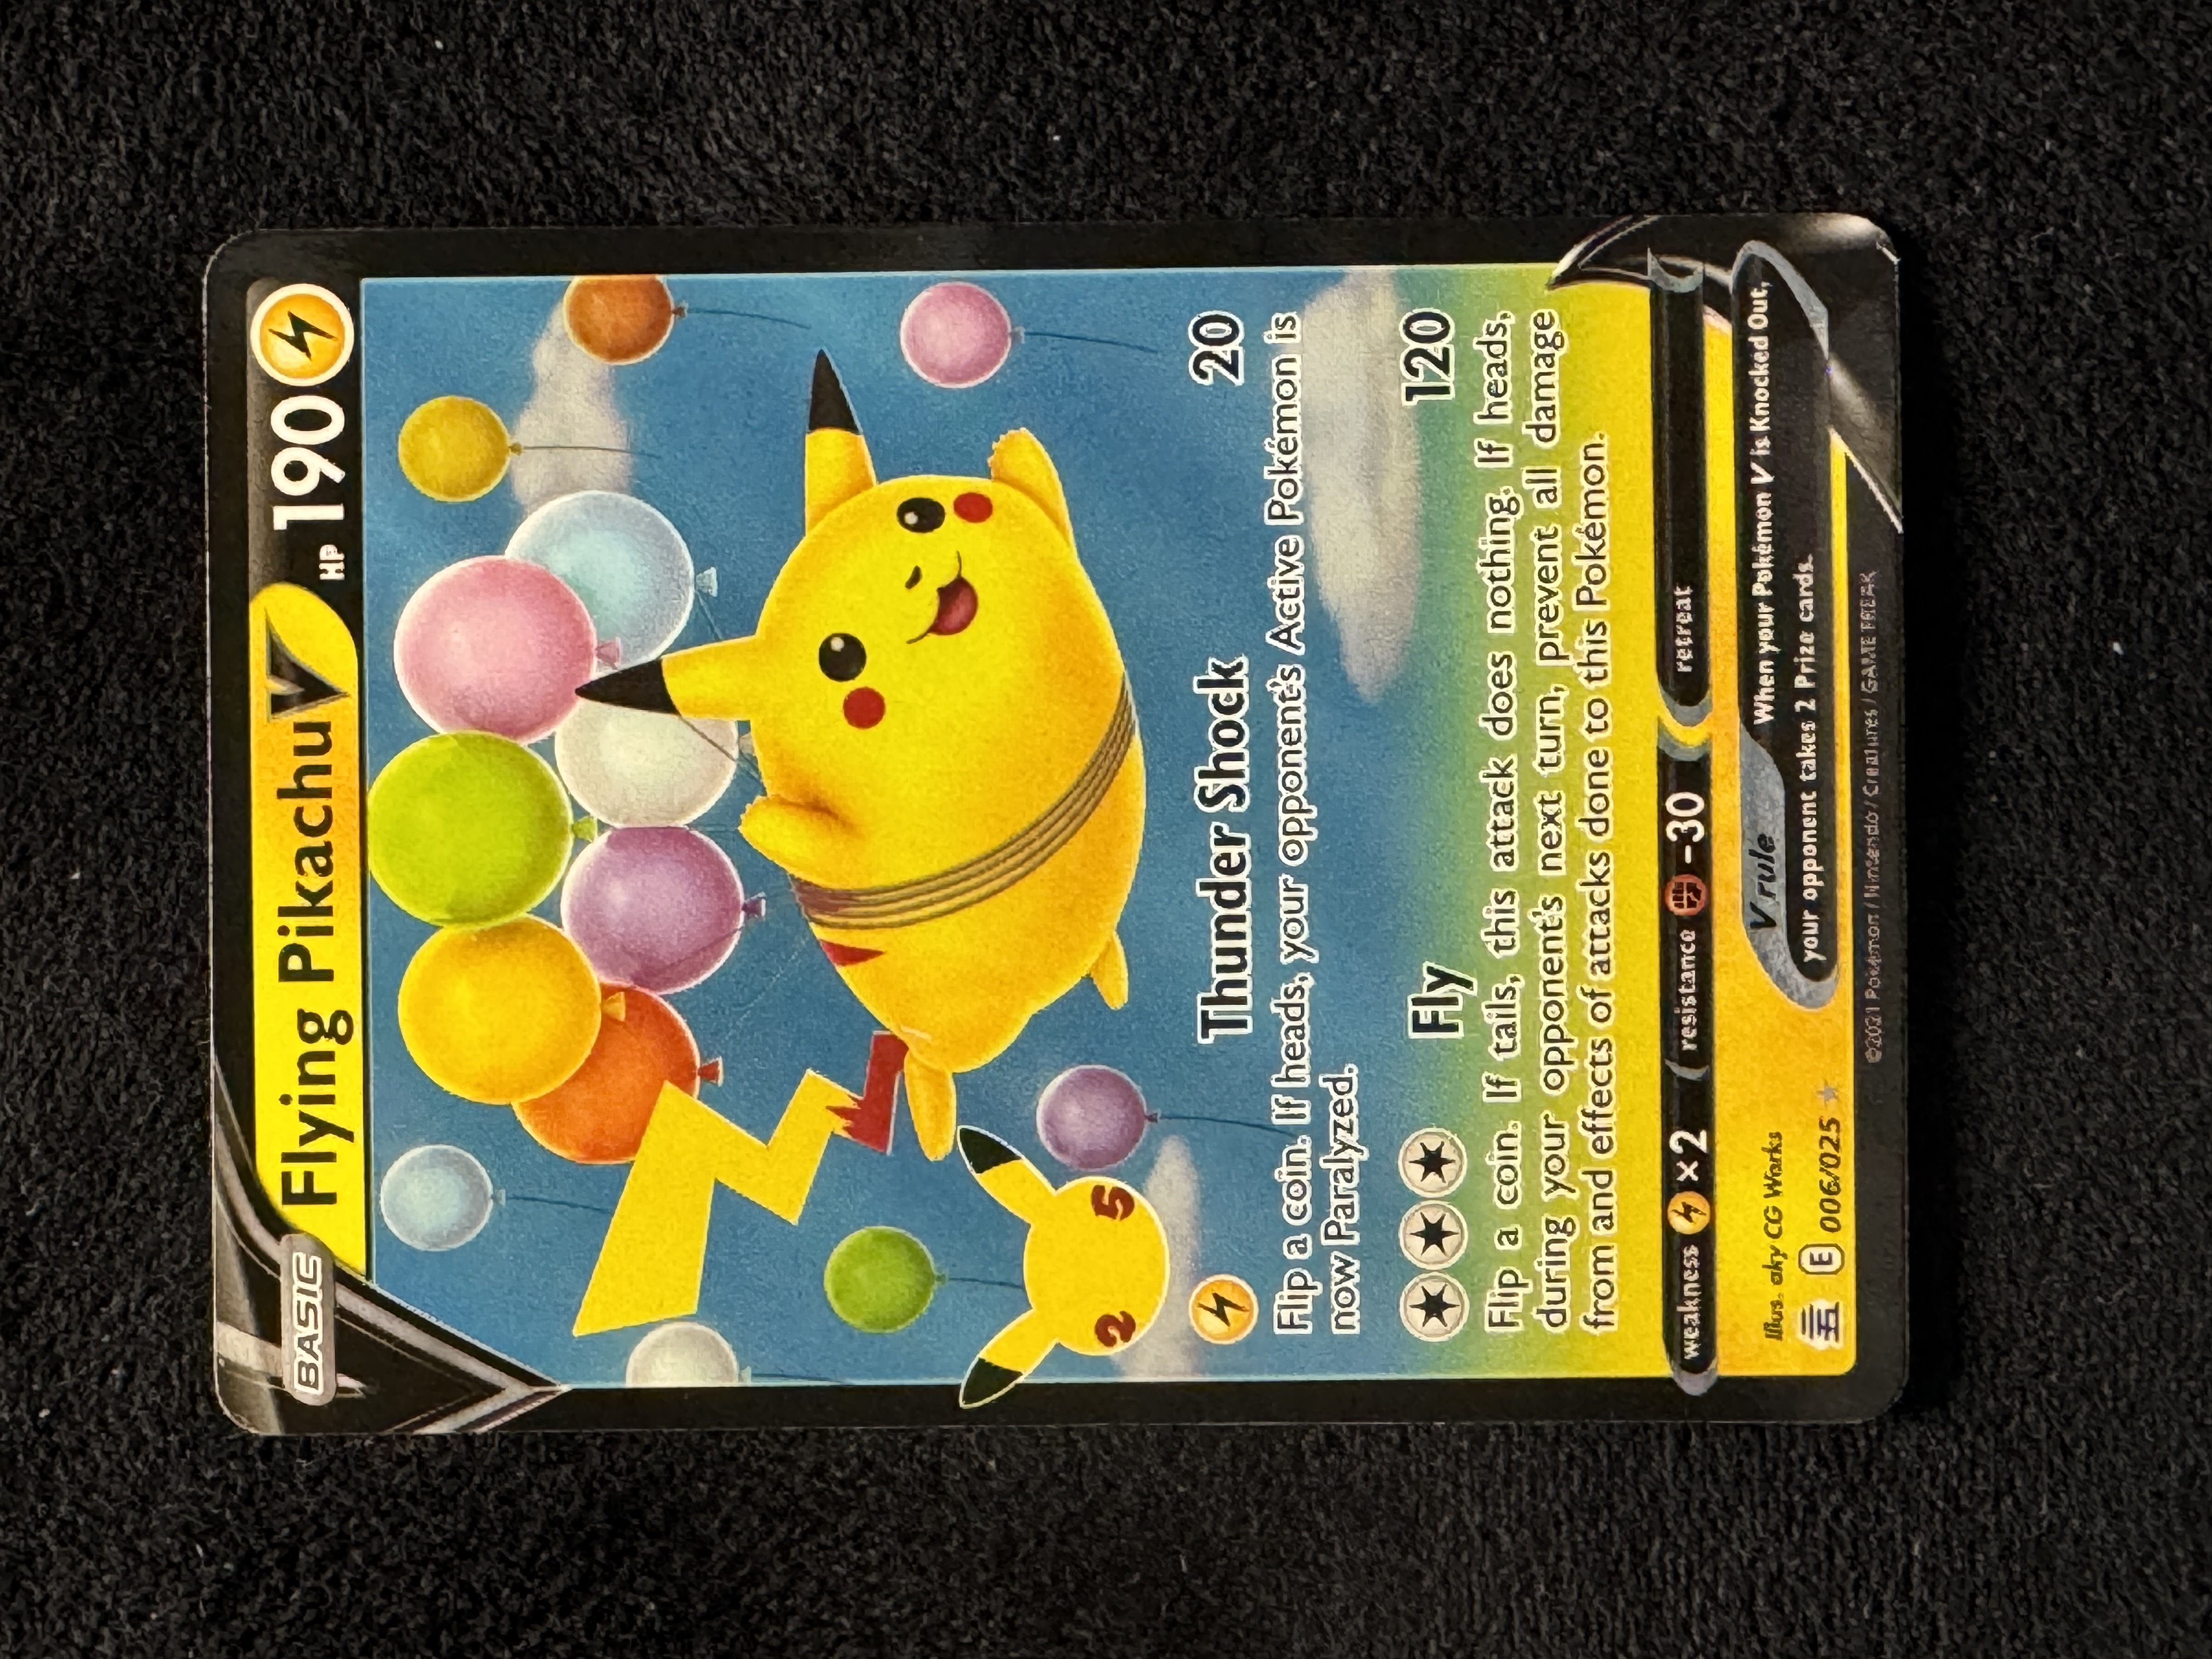 BASIC
Flying Pikachu V HP 190
25
Thunder Shock 20
Flip a coin. If heads, your opponent's Active Pokémon is
now Paralyzed.
Fly 120
Flip a coin. If tails, this attack does nothing. If heads,
during your opponent's next turn, prevent all damage
from and effects of attacks done to this Pokémon.
weakness ×2 resistance -30 retreat
Illus. aky CG Works
E 006/025
V rule When your Pokémon V is Knocked Out,
your opponent takes 2 Prize cards.
©2021 Pokémon / Nintendo / Creatures / GAME FREAK